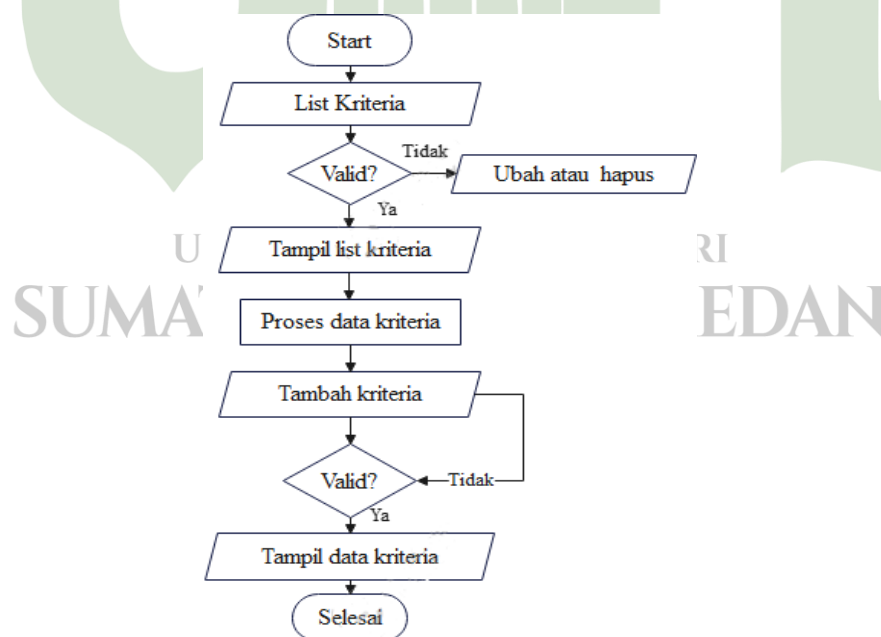 Start
List Kriteria
Valid?
Tidak
Ubah atau hapus
Ya
Tampil list kriteria
Proses data kriteria
Tambah kriteria
Valid?
Tidak
Ya
Tampil data kriteria
Selesai